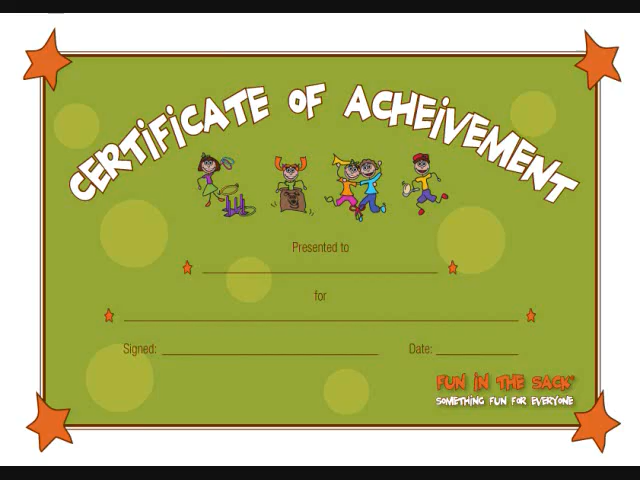 CERTIFICATE OF ACHEIVEMENT
Presented to
for
Signed: Date:
FUN IN THE SACK
SOMETHING FUN FOR EVERYONE